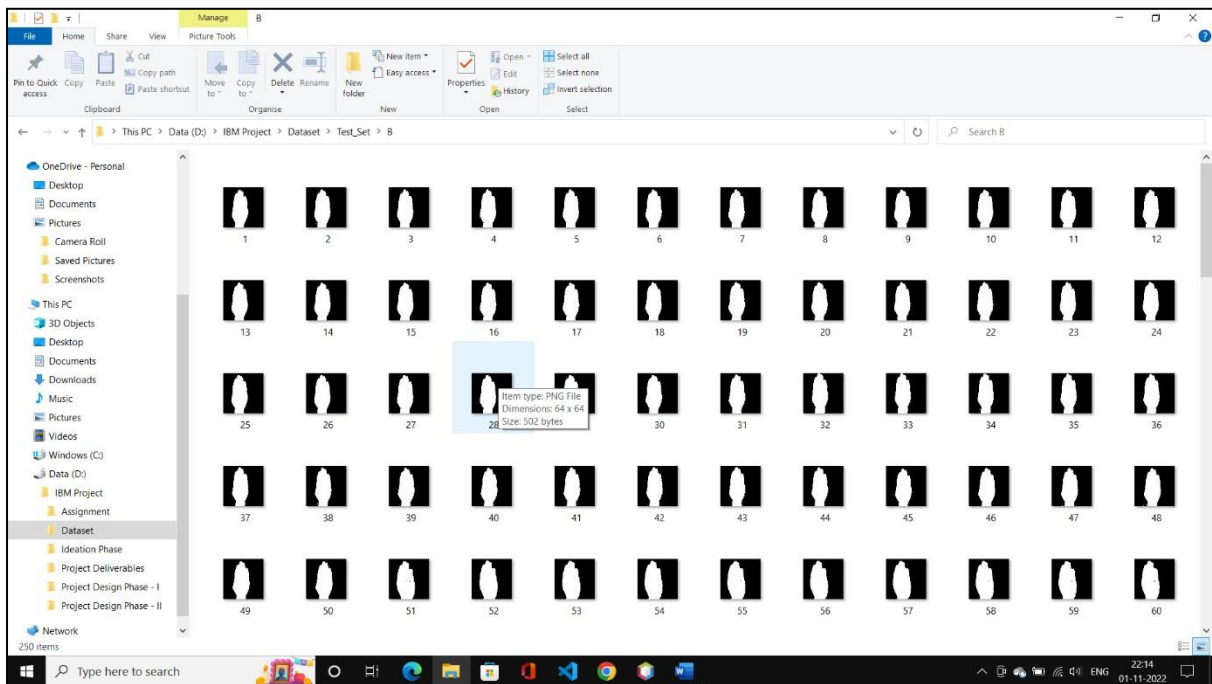 Manage B
File Home Share View Picture Tools
Pin to Quick access
Copy
Paste
Cut
Copy path
Paste shortcut
Clipboard
Move to
Copy to
Delete
Rename
Organise
New folder
New item
Easy access
New
Properties
Open
Edit
History
Open
Select all
Select none
Invert selection
Select
This PC > Data (D:) > IBM Project > Dataset > Test_Set > B
Search B
OneDrive - Personal
Desktop
Documents
Pictures
Camera Roll
Saved Pictures
Screenshots
This PC
3D Objects
Desktop
Documents
Downloads
Music
Pictures
Videos
Windows (C:)
Data (D:)
IBM Project
Assignment
Dataset
Ideation Phase
Project Deliverables
Project Design Phase - I
Project Design Phase - II
Network
1 2 3 4 5 6 7 8 9 10 11 12
13 14 15 16 17 18 19 20 21 22 23 24
25 26 27 28 30 31 32 33 34 35 36
Item type: PNG File
Dimensions: 64 x 64
Size: 502 bytes
37 38 39 40 41 42 43 44 45 46 47 48
49 50 51 52 53 54 55 56 57 58 59 60
250 items
Type here to search
ENG
22:14
01-11-2022